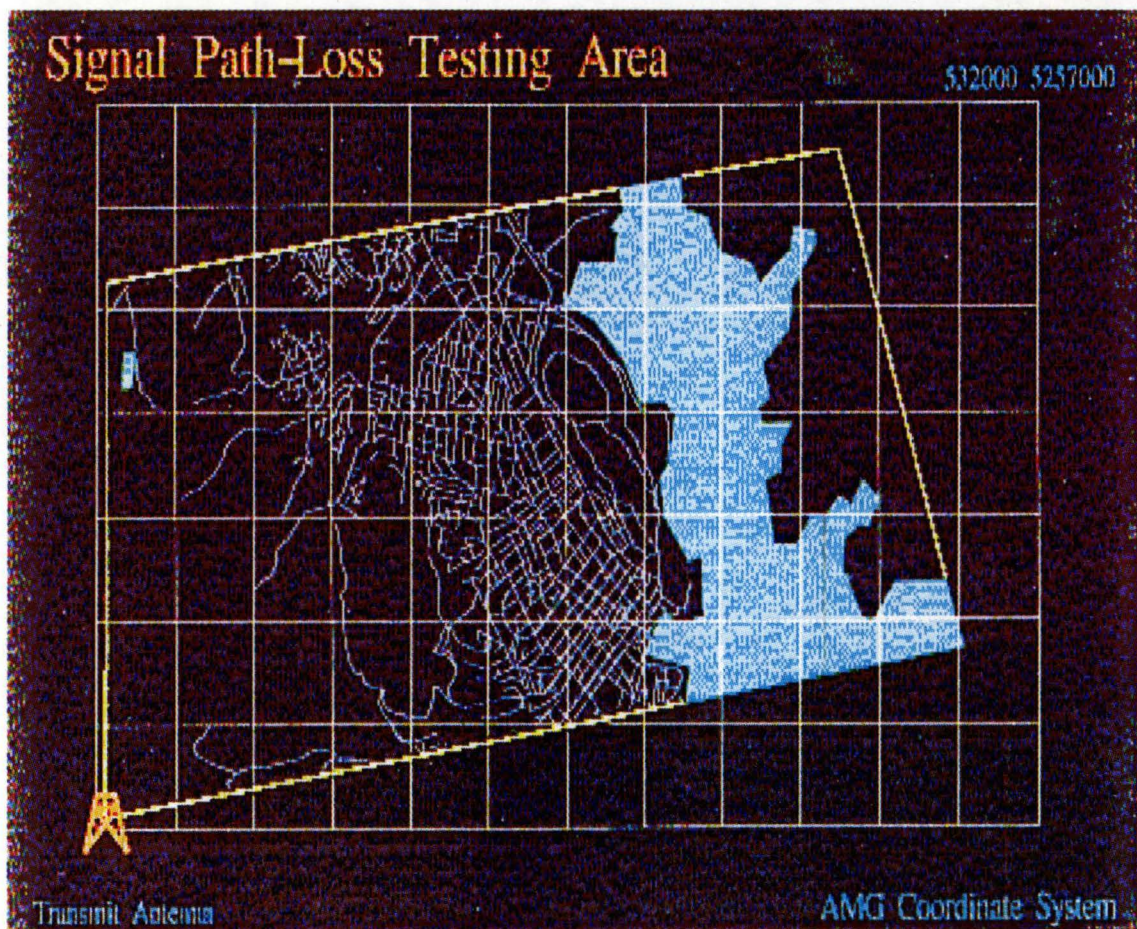 Signal Path-Loss Testing Area
532000 5257000
Transmit Antenna
AMG Coordinate System